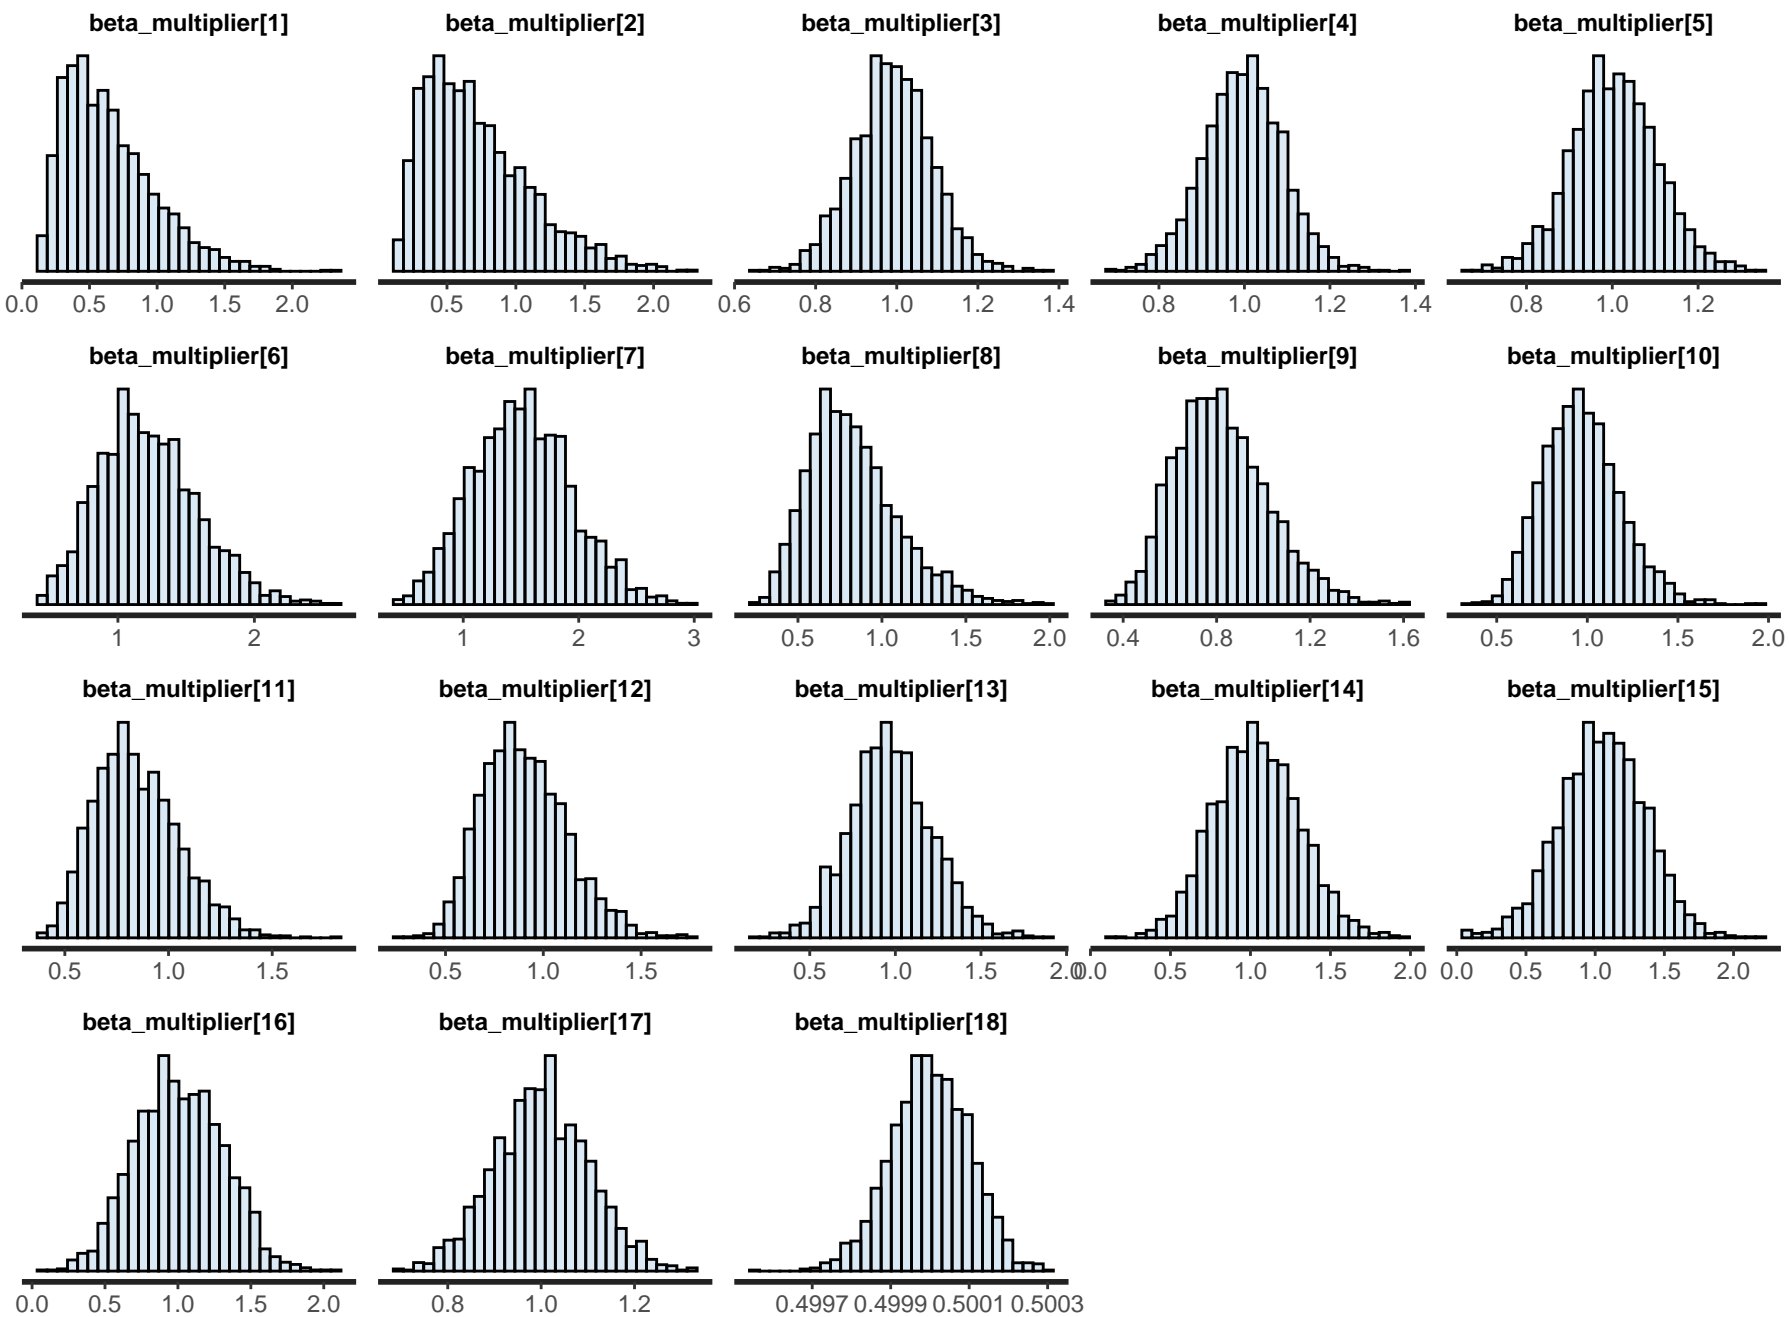 beta_multiplier[1] beta_multiplier[2] beta_multiplier[3] beta_multiplier[4] beta_multiplier[5]
0.0 0.5 1.0 1.5 2.0 0.5 1.0 1.5 2.0 0.6 0.8 1.0 1.2 1.4 0.8 1.0 1.2 1.4 0.8 1.0 1.2
beta_multiplier[6] beta_multiplier[7] beta_multiplier[8] beta_multiplier[9] beta_multiplier[10]
1 2 1 2 3 0.5 1.0 1.5 2.0 0.4 0.8 1.2 1.6 0.5 1.0 1.5 2.0
beta_multiplier[11] beta_multiplier[12] beta_multiplier[13] beta_multiplier[14] beta_multiplier[15]
0.5 1.0 1.5 0.5 1.0 1.5 0.5 1.0 1.5 2.0 0.0 0.5 1.0 1.5 2.0 0.0 0.5 1.0 1.5 2.0
beta_multiplier[16] beta_multiplier[17] beta_multiplier[18]
0.0 0.5 1.0 1.5 2.0 0.8 1.0 1.2 0.4997 0.4999 0.5001 0.5003